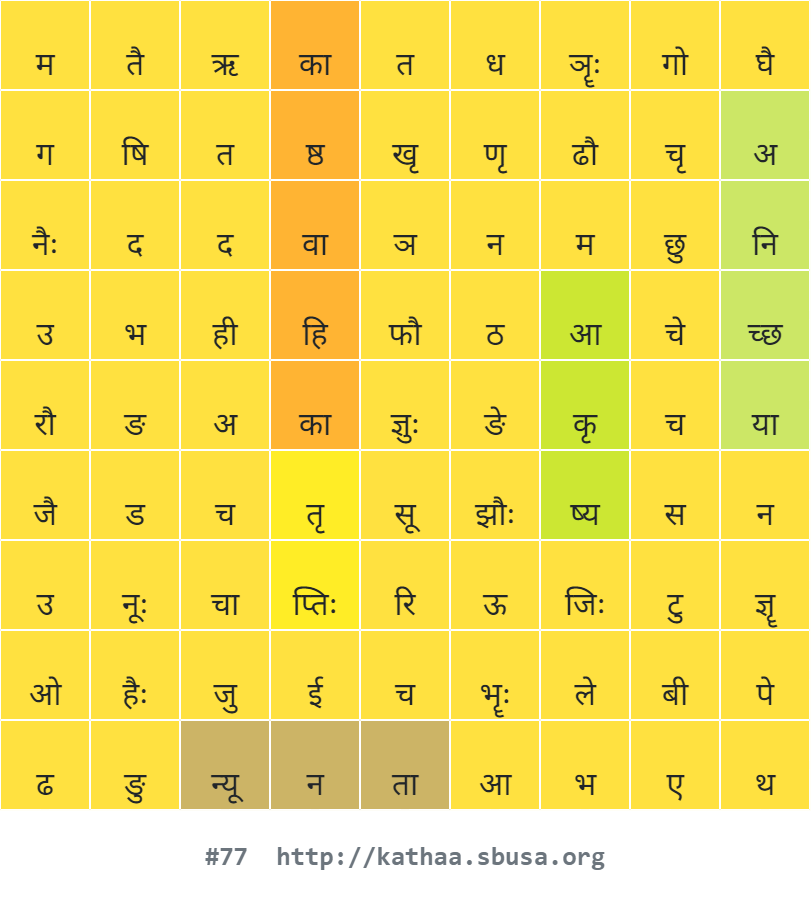 म तै ऋ का त ध ञॄः गो घै
ग षि त ष्ठ खृ णृ ढौ चृ अ
नैः द द वा ञ न म छु नि
उ भ ही हि फौ ठ आ चे च्छ
रौ ङ अ का ज्ञुः ङे कृ च या
जै ड च तृ सू झौः ष्य स न
उ नूः चा प्तिः रि ऊ जिः टु ज्ञॄ
ओ हैः जु ई च भॄः ले बी पे
ढ ङु न्यू न ता आ भ ए थ
#77 http://kathaa.sbusa.org